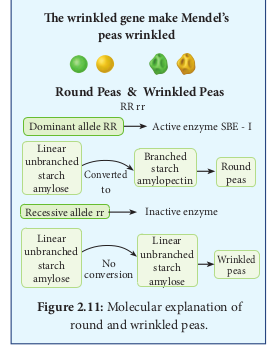 The wrinkled gene make Mendel's
peas wrinkled
Round Peas & Wrinkled Peas
RR rr
Dominant allele RR
Active enzyme SBE - I
Linear
unbranched
starch
amylose
Converted
to
Branched
starch
amylopectin
Round
peas
Recessive allele rr
Inactive enzyme
Linear
unbranched
starch
amylose
No
conversion
Linear
unbranched
starch
amylose
Wrinkled
peas
Figure 2.11: Molecular explanation of
round and wrinkled peas.